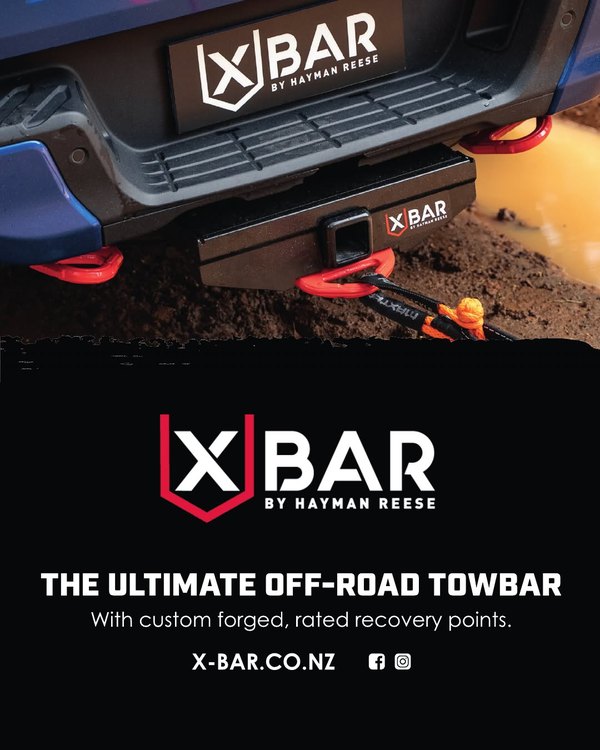 XBAR
BY HAYMAN REESE
XBAR
BY HAYMAN REESE
MAXTRAX
XBAR
BY HAYMAN REESE
THE ULTIMATE OFF-ROAD TOWBAR
With custom forged, rated recovery points.
X-BAR.CO.NZ